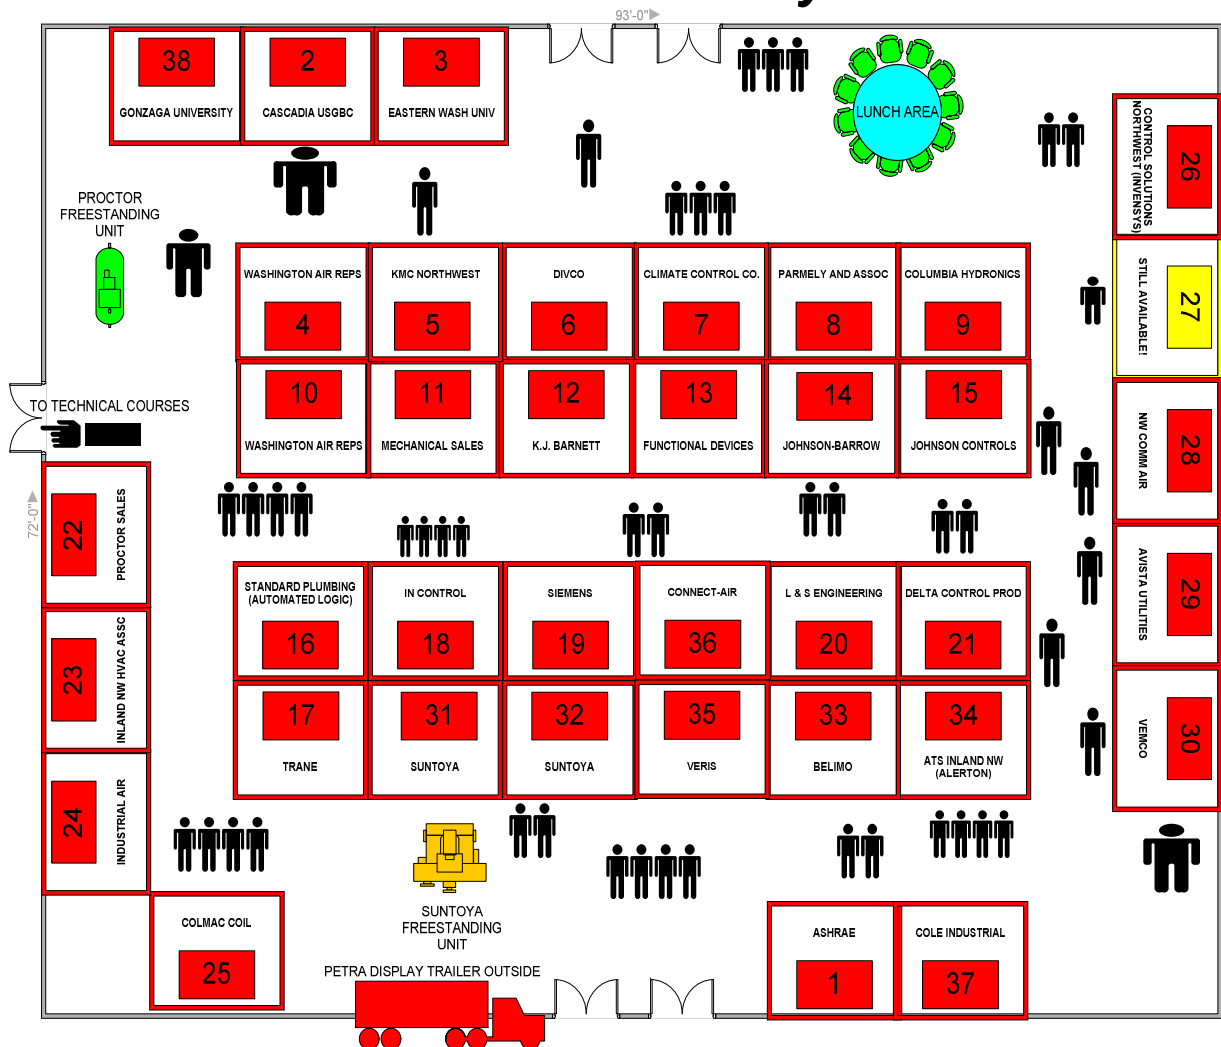 93'-0"
38
2
3
GONZAGA UNIVERSITY
CASCADIA USGBC
EASTERN WASH UNIV
LUNCH AREA
CONTROL SOLUTIONS
NORTHWEST (INVENSYS)
26
PROCTOR
FREESTANDING
UNIT
STILL AVAILABLE!
27
WASHINGTON AIR REPS
KMC NORTHWEST
DIVCO
CLIMATE CONTROL CO.
PARMELY AND ASSOC
COLUMBIA HYDRONICS
4
5
6
7
8
9
10
11
12
13
14
15
WASHINGTON AIR REPS
MECHANICAL SALES
K.J. BARNETT
FUNCTIONAL DEVICES
JOHNSON-BARROW
JOHNSON CONTROLS
TO TECHNICAL COURSES
NW COMM AIR
28
72'-0"
22
PROCTOR SALES
AVISTA UTILITIES
29
STANDARD PLUMBING
(AUTOMATED LOGIC)
IN CONTROL
SIEMENS
CONNECT-AIR
L & S ENGINEERING
DELTA CONTROL PROD
16
18
19
36
20
21
23
INLAND NW HVAC ASSC
17
31
32
35
33
34
TRANE
SUNTOYA
SUNTOYA
VERIS
BELIMO
ATS INLAND NW
(ALERTON)
VEMCO
30
24
INDUSTRIAL AIR
COLMAC COIL
25
SUNTOYA
FREESTANDING
UNIT
PETRA DISPLAY TRAILER OUTSIDE
ASHRAE
COLE INDUSTRIAL
1
37